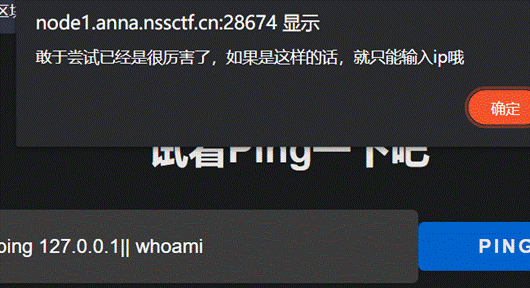 区块
node1.anna.nssctf.cn:28674 显示
敢于尝试已经是很厉害了，如果是这样的话，就只能输入ip哦
确定
试着Ping一下吧
ping 127.0.0.1|| whoami
PING